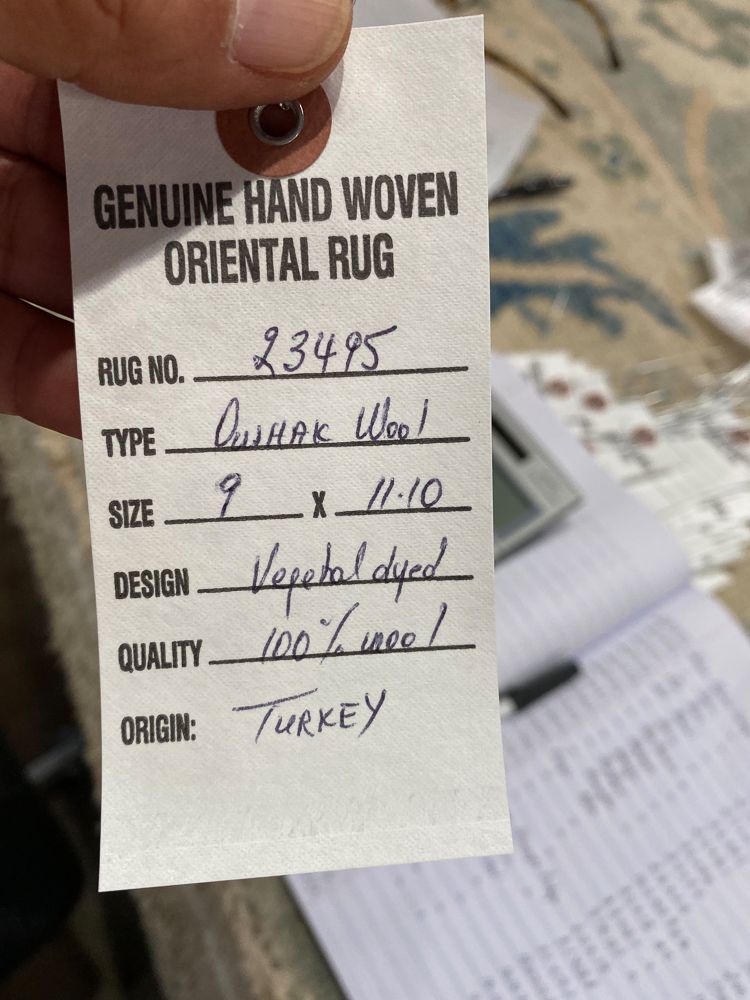 GENUINE HAND WOVEN
ORIENTAL RUG
RUG NO. 23495
TYPE OUSHAK Wool
SIZE 9 X 11.10
DESIGN Vegetal dyed
QUALITY 100% wool
ORIGIN: TURKEY